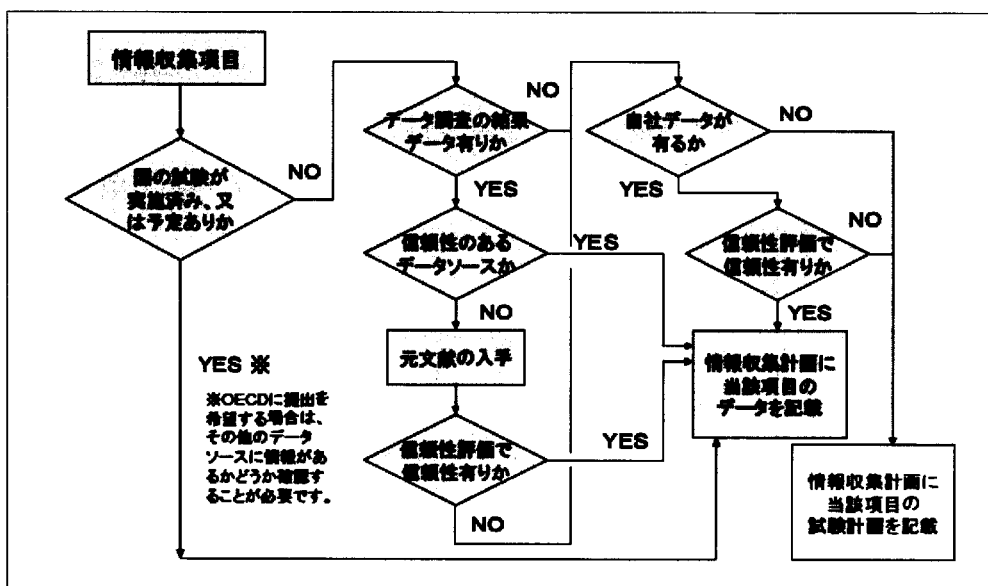 情報収集項目
国の試験が
実施済み、又
は予定ありか
NO
YES ※
※OECDに提出を
希望する場合は、
その他のデータ
ソースに情報があ
るかどうか確認す
ることが必要です。
データ調査の結果
データ有りか
NO
YES
信頼性のある
データソースか
YES
NO
元文献の入手
信頼性評価で
信頼性有りか
YES
NO
自社データが
有るか
NO
YES
信頼性評価で
信頼性有りか
NO
YES
情報収集計画に
当該項目の
データを記載
情報収集計画に
当該項目の
試験計画を記載